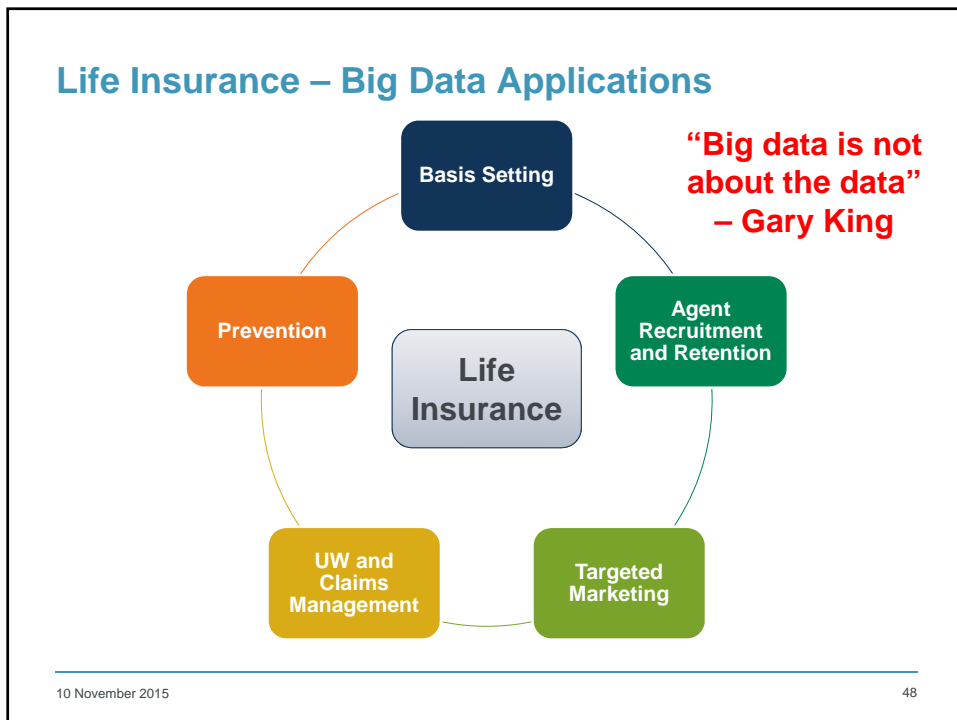 Life Insurance – Big Data Applications
“Big data is not
about the data”
– Gary King
Basis Setting
Agent
Recruitment
and Retention
Targeted
Marketing
UW and
Claims
Management
Prevention
Life
Insurance
10 November 2015
48